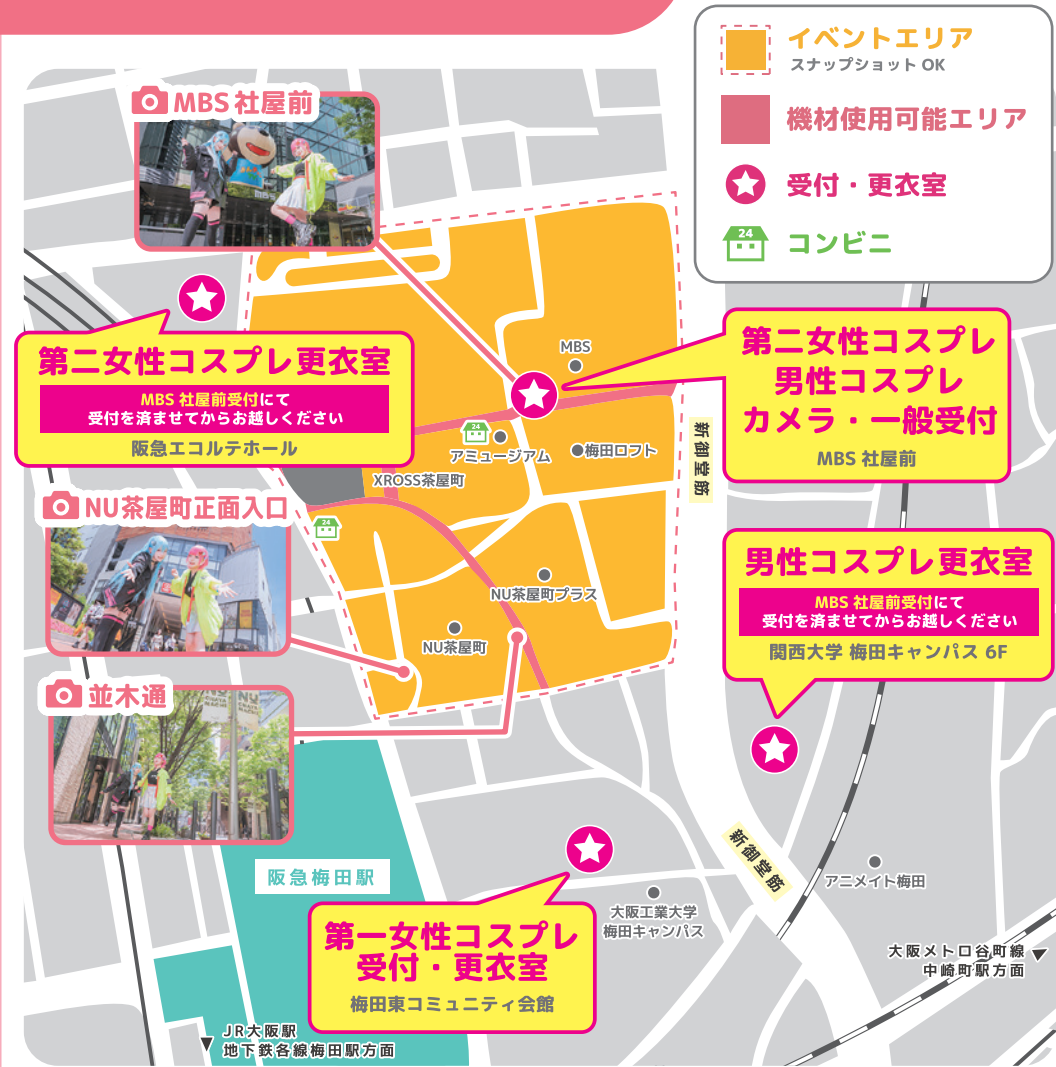 イベントエリア
スナップショット OK
機材使用可能エリア
受付・更衣室
24
コンビニ
MBS 社屋前
第二女性コスプレ更衣室
MBS 社屋前受付にて
受付を済ませてからお越しください
阪急エコルテホール
MBS
第二女性コスプレ
男性コスプレ
カメラ・一般受付
MBS 社屋前
24
アミュージアム
梅田ロフト
XROSS茶屋町
新御堂筋
NU茶屋町正面入口
24
NU茶屋町プラス
NU茶屋町
男性コスプレ更衣室
MBS 社屋前受付にて
受付を済ませてからお越しください
関西大学 梅田キャンパス 6F
並木通
新御堂筋
アニメイト梅田
阪急梅田駅
大阪工業大学
梅田キャンパス
第一女性コスプレ
受付・更衣室
梅田東コミュニティ会館
大阪メトロ谷町線
中崎町駅方面
JR大阪駅
地下鉄各線梅田駅方面